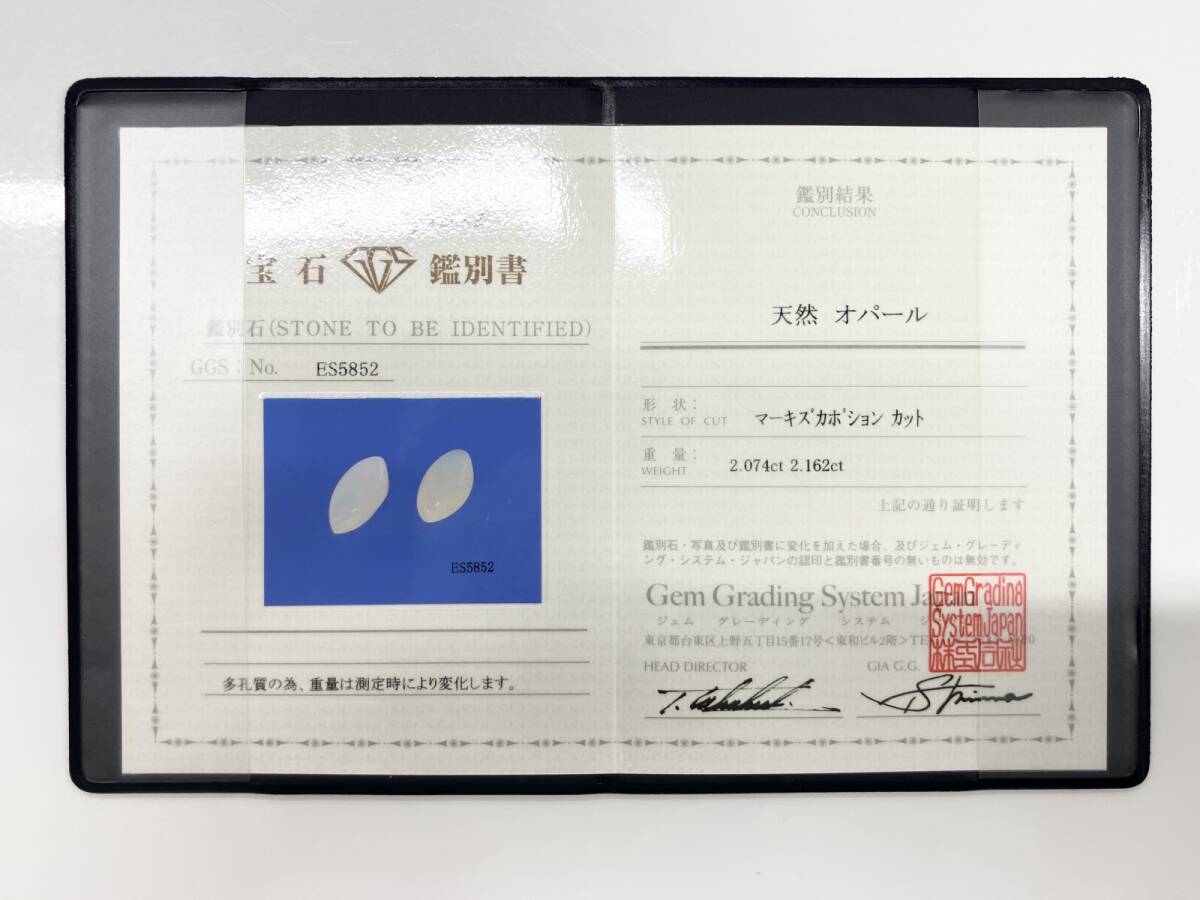 宝石 GGS 鑑別書
鑑別石(STONE TO BE IDENTIFIED)
GGS : No. ES5852
ES5852
多孔質の為、重量は測定時により変化します。
鑑別結果
CONCLUSION
天然 オパール
形 状:
STYLE OF CUT マーキズカボション カット
重 量:
WEIGHT 2.074ct 2.162ct
上記の通り証明します
鑑別石・写真及び鑑別書に変化を加えた場合、及びジェム・グレーディ
ング・システム・ジャパンの認印と鑑別書番号の無いものは無効です。
Gem Grading System
ジェム グレーディング システム
東京都台東区上野五丁目15番17号<東和ビル2階>
GemGrading
SystemJapan
HEAD DIRECTOR GIA G.G.